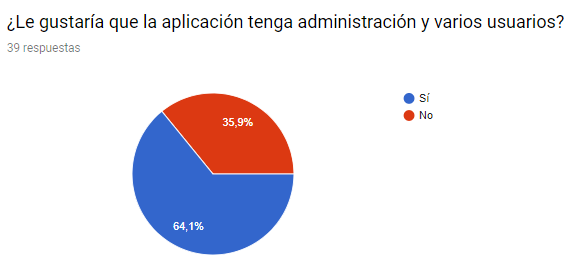 ¿Le gustaría que la aplicación tenga administración y varios usuarios?
39 respuestas
Sí
No
35,9%
64,1%